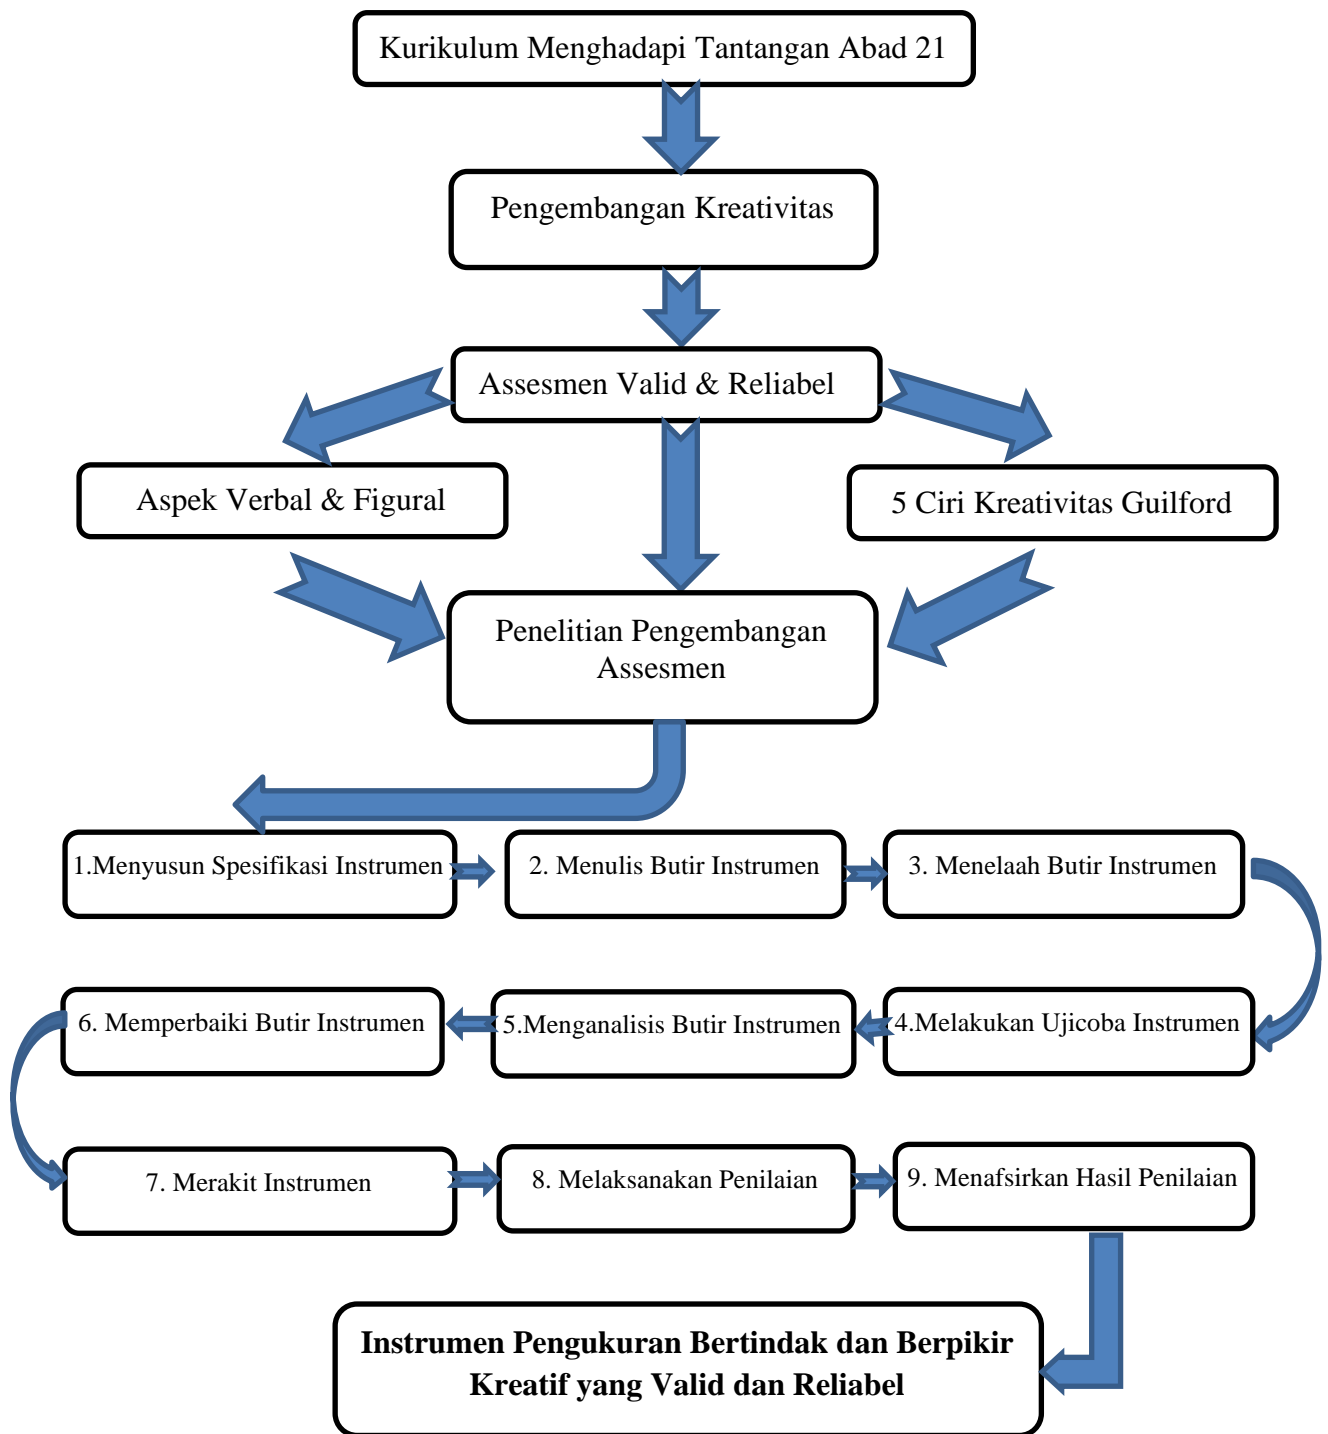 Kurikulum Menghadapi Tantangan Abad 21
Pengembangan Kreativitas
Assesmen Valid & Reliabel
Aspek Verbal & Figural
5 Ciri Kreativitas Guilford
Penelitian Pengembangan
Assesmen
1.Menyusun Spesifikasi Instrumen
2. Menulis Butir Instrumen
3. Menelaah Butir Instrumen
4.Melakukan Ujicoba Instrumen
5.Menganalisis Butir Instrumen
6. Memperbaiki Butir Instrumen
7. Merakit Instrumen
8. Melaksanakan Penilaian
9. Menafsirkan Hasil Penilaian
Instrumen Pengukuran Bertindak dan Berpikir
Kreatif yang Valid dan Reliabel